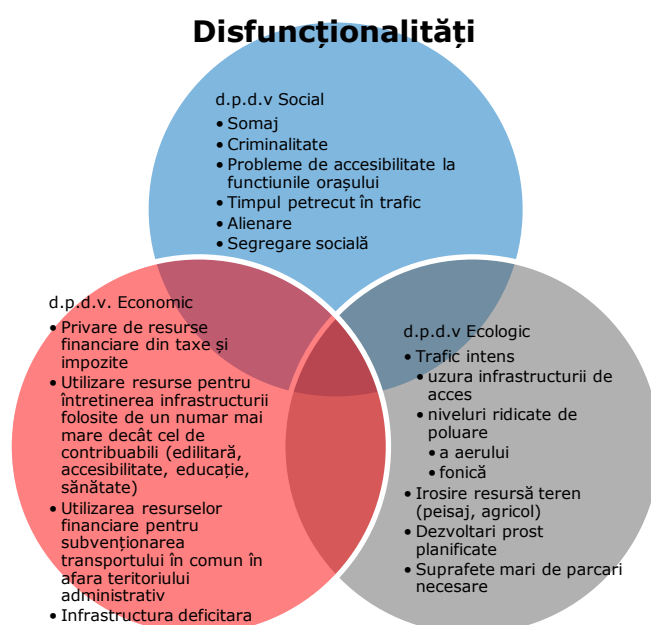 Disfuncționalități
d.p.d.v Social
• Somaj
• Criminalitate
• Probleme de accesibilitate la
functiunile orașului
• Timpul petrecut în trafic
• Alienare
• Segregare socială
d.p.d.v. Economic
• Privare de resurse
financiare din taxe și
impozite
• Utilizare resurse pentru
întretinerea infrastructurii
folosite de un numar mai
mare decât cel de
contribuabili (edilitară,
accesibilitate, educație,
sănătate)
• Utilizarea resurselor
financiare pentru
subvenționarea
transportului în comun în
afara teritoriului
administrativ
• Infrastructura deficitara
d.p.d.v Ecologic
• Trafic intens
• uzura infrastructurii de
acces
• niveluri ridicate de
poluare
• a aerului
• fonică
• Irosire resursă teren
(peisaj, agricol)
• Dezvoltari prost
planificate
• Suprafete mari de parcari
necesare